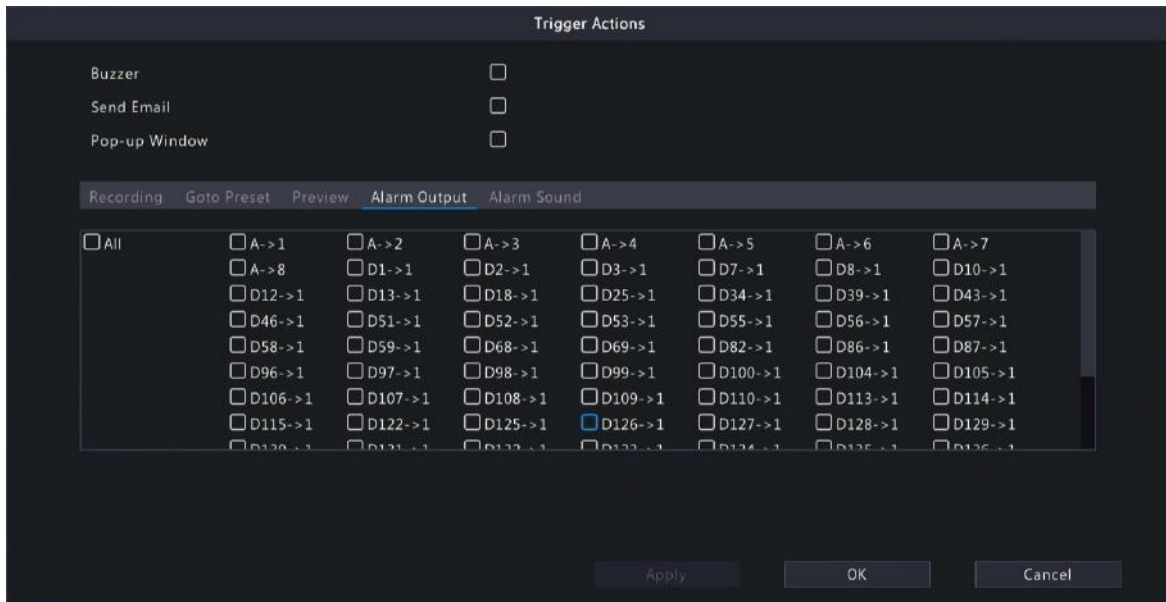 Trigger Actions
Buzzer
Send Email
Pop-up Window
Recording Goto Preset Preview Alarm Output Alarm Sound
All A->1 A->2 A->3 A->4 A->5 A->6 A->7
A->8 D1->1 D2->1 D3->1 D7->1 D8->1 D10->1
D12->1 D13->1 D18->1 D25->1 D34->1 D39->1 D43->1
D46->1 D51->1 D52->1 D53->1 D55->1 D56->1 D57->1
D58->1 D59->1 D68->1 D69->1 D82->1 D86->1 D87->1
D96->1 D97->1 D98->1 D99->1 D100->1 D104->1 D105->1
D106->1 D107->1 D108->1 D109->1 D110->1 D113->1 D114->1
D115->1 D122->1 D125->1 D126->1 D127->1 D128->1 D129->1
Apply OK Cancel